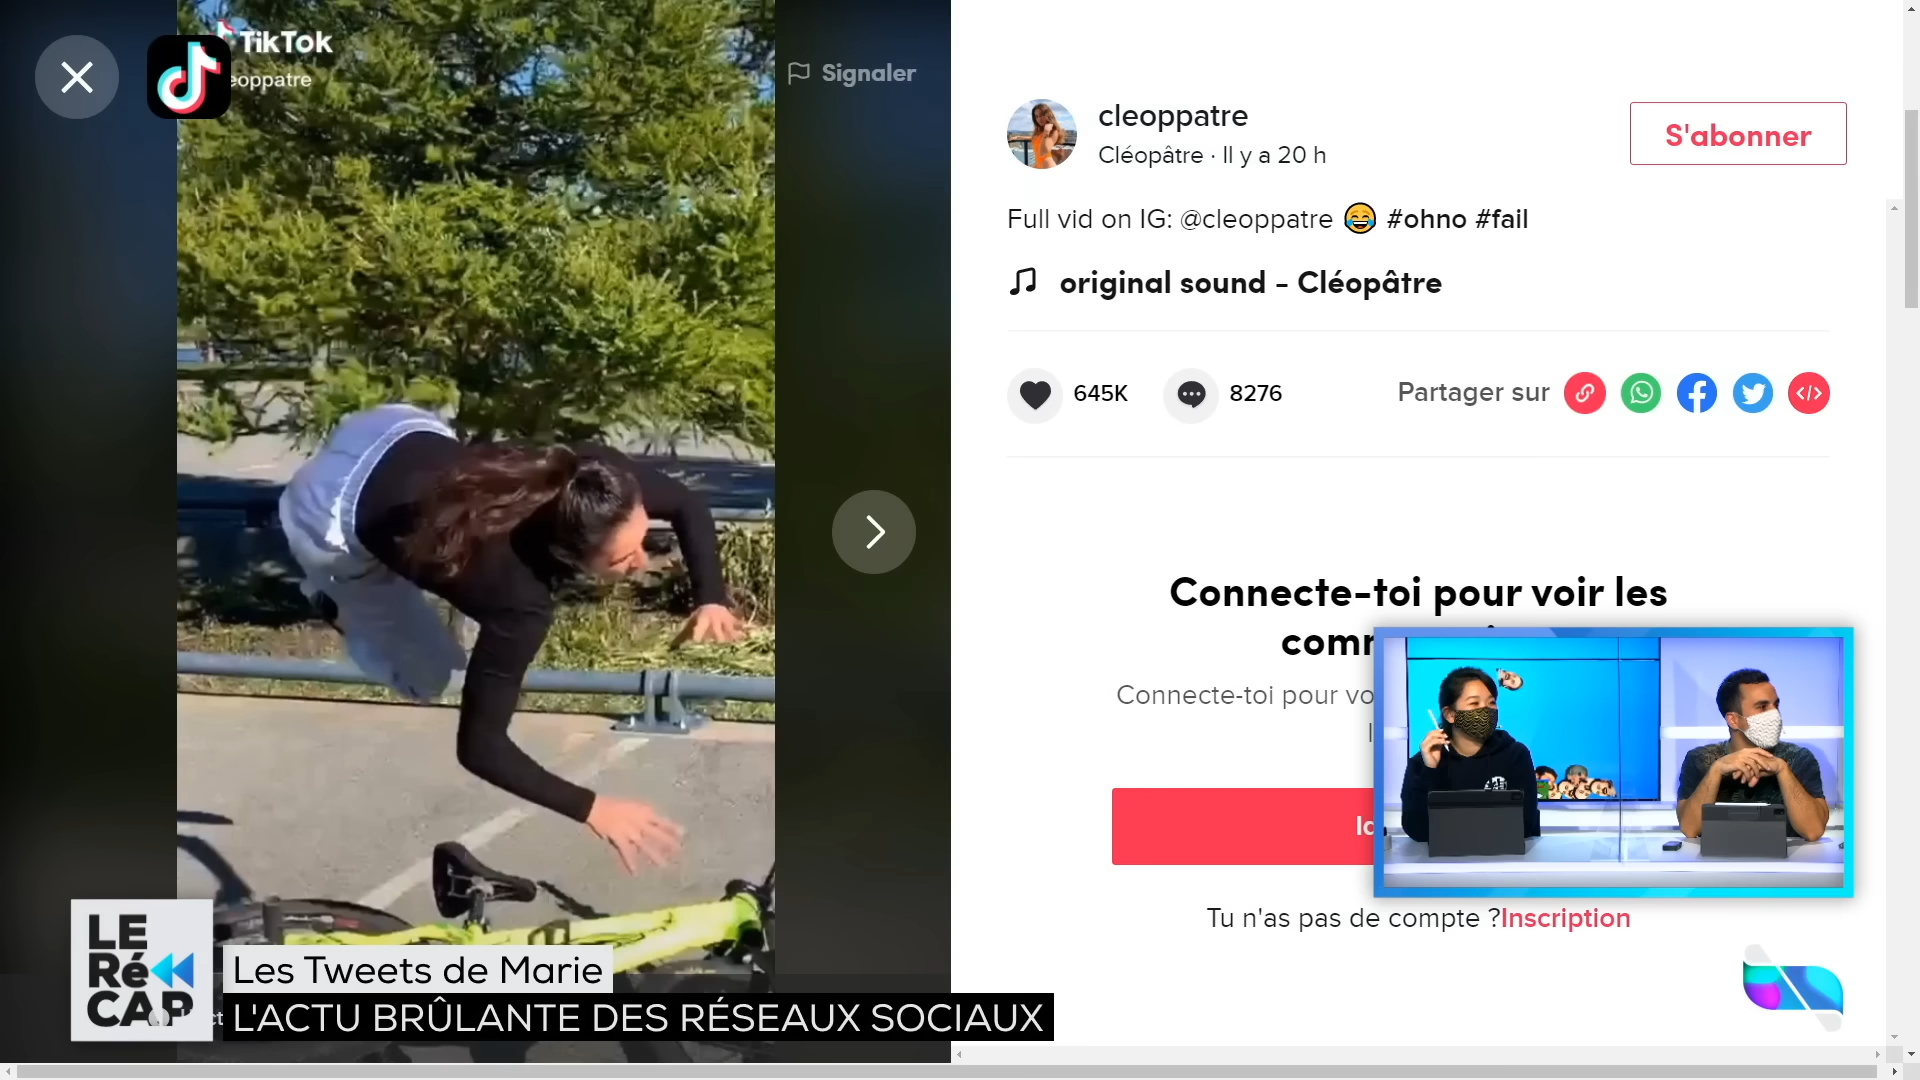 TikTok
eoppatre
Signaler
cleoppatre
Cléopâtre · Il y a 20 h
S'abonner
Full vid on IG: @cleoppatre 😂 #ohno #fail
original sound - Cléopâtre
645K
8276
Partager sur
Connecte-toi pour voir les
Connecte-toi pour
Tu n'as pas de compte ?Inscription
LE
Ré
CAP
Les Tweets de Marie
L'ACTU BRÛLANTE DES RÉSEAUX SOCIAUX